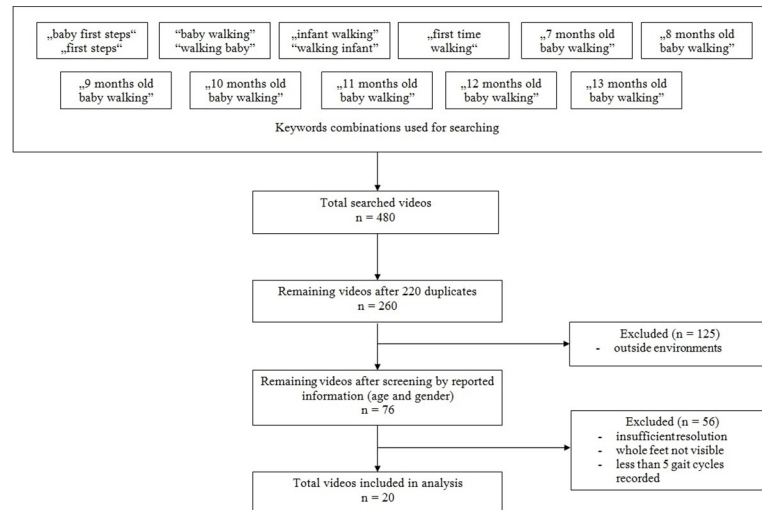 „baby first steps“
„first steps“
“baby walking”
“walking baby”
„infant walking”
“walking infant”
„first time
walking“
„7 months old
baby walking”
„8 months old
baby walking”
„9 months old
baby walking”
„10 months old
baby walking”
„11 months old
baby walking”
„12 months old
baby walking”
„13 months old
baby walking”
Keywords combinations used for searching
Total searched videos
n = 480
Remaining videos after 220 duplicates
n = 260
Excluded (n = 125)
- outside environments
Remaining videos after screening by reported
information (age and gender)
n = 76
Excluded (n = 56)
- insufficient resolution
- whole feet not visible
- less than 5 gait cycles
recorded
Total videos included in analysis
n = 20